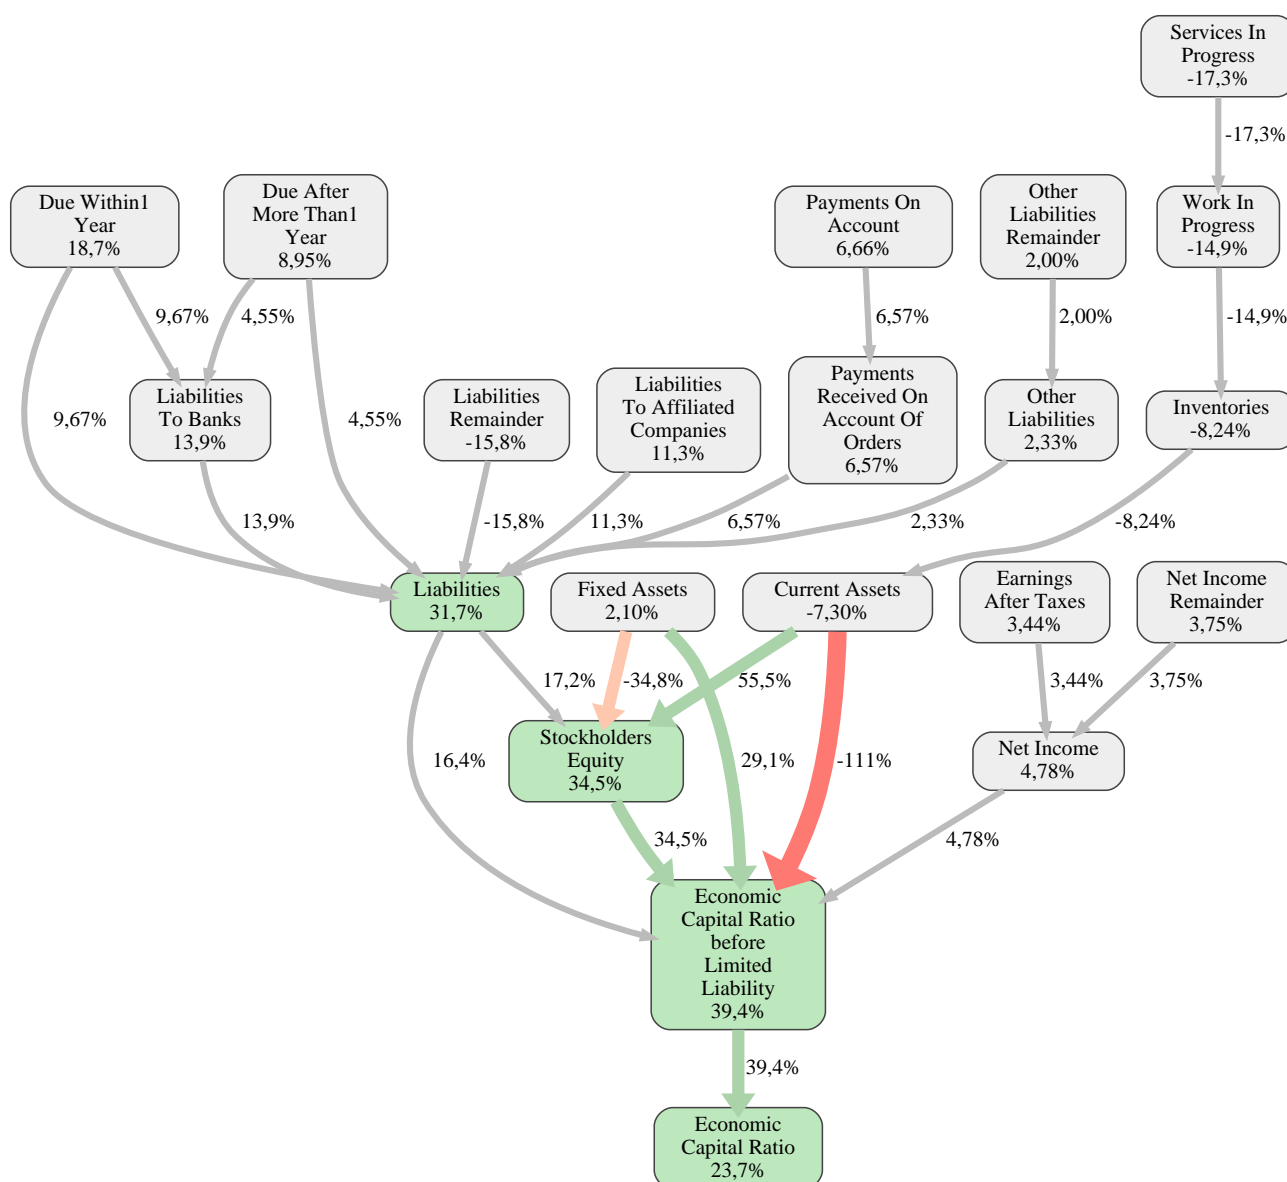 Services In
Progress
-17,3%
-17,3%
Due Within1
Year
18,7%
Due After
More Than1
Year
8,95%
Payments On
Account
6,66%
Other
Liabilities
Remainder
2,00%
Work In
Progress
-14,9%
9,67%
4,55%
6,57%
2,00%
-14,9%
Liabilities
To Banks
13,9%
Liabilities
Remainder
-15,8%
Liabilities
To Affiliated
Companies
11,3%
Payments
Received On
Account Of
Orders
6,57%
Other
Liabilities
2,33%
Inventories
-8,24%
9,67%
4,55%
13,9%
-15,8%
11,3%
6,57%
2,33%
-8,24%
Liabilities
31,7%
Fixed Assets
2,10%
Current Assets
-7,30%
Earnings
After Taxes
3,44%
Net Income
Remainder
3,75%
17,2%
-34,8%
55,5%
3,44%
3,75%
Stockholders
Equity
34,5%
Net Income
4,78%
16,4%
29,1%
-111%
34,5%
4,78%
Economic
Capital Ratio
before
Limited
Liability
39,4%
39,4%
Economic
Capital Ratio
23,7%